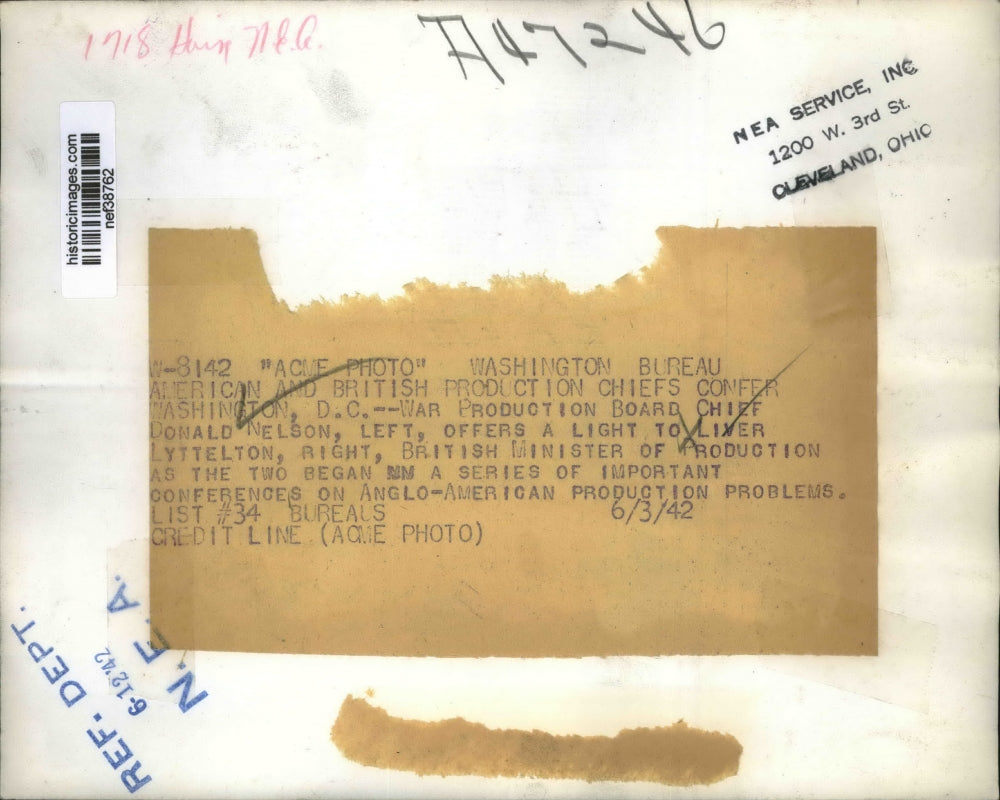 1718
A47246
NEA SERVICE, INC
1200 W. 3rd St.
CLEVELAND, OHIO
historicimages.com
nef38762
W-8142 "ACME PHOTO" WASHINGTON BUREAU
AMERICAN AND BRITISH PRODUCTION CHIEFS CONFER
WASHINGTON, D.C.--WAR PRODUCTION BOARD CHIEF
DONALD NELSON, LEFT, OFFERS A LIGHT TO LIVER
LYTTELTON, RIGHT, BRITISH MINISTER OF PRODUCTION
AS THE TWO BEGAN MM A SERIES OF IMPORTANT
CONFERENCES ON ANGLO-AMERICAN PRODUCTION PROBLEMS.
LIST #34 BUREAUS 6/3/42
CREDIT LINE (ACME PHOTO)
REF. DEPT.
6-12-42
N. E. A.